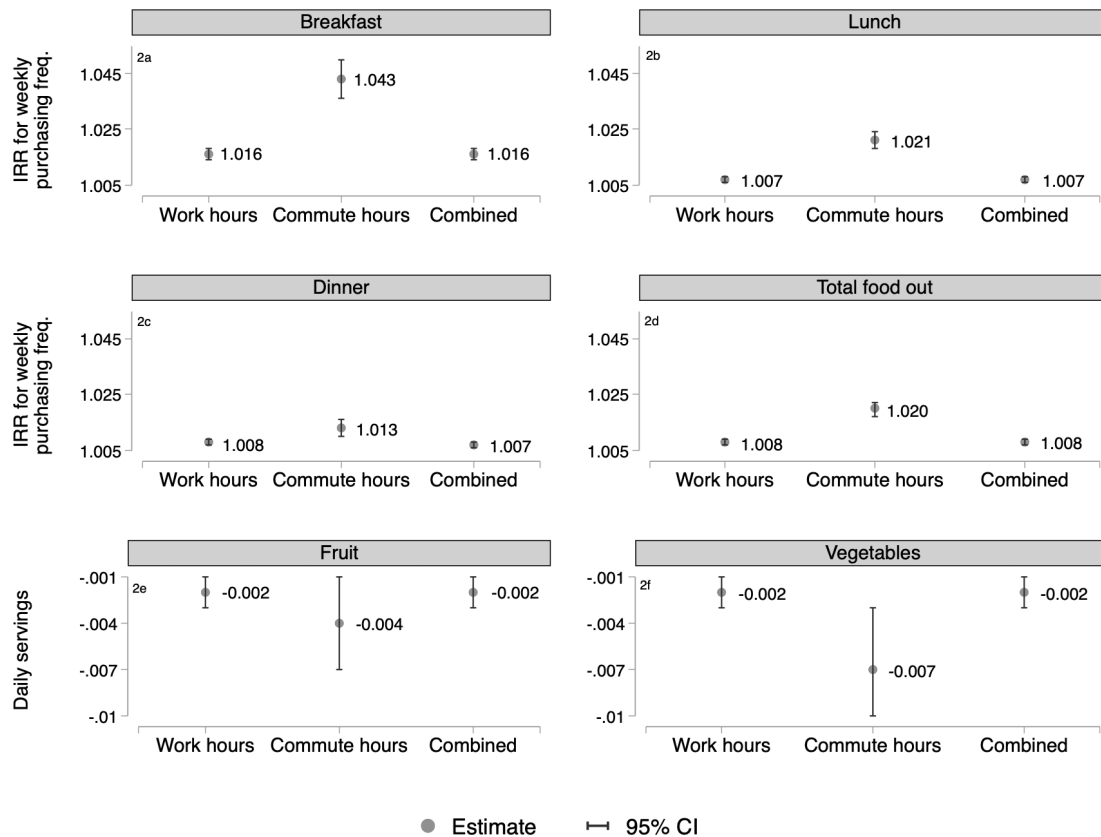 Breakfast
IRR for weekly
purchasing freq.
2a
1.045
1.025
1.005
1.016
1.043
1.016
Work hours
Commute hours
Combined
Lunch
2b
1.045
1.025
1.005
1.007
1.021
1.007
Work hours
Commute hours
Combined
Dinner
IRR for weekly
purchasing freq.
2c
1.045
1.025
1.005
1.008
1.013
1.007
Work hours
Commute hours
Combined
Total food out
2d
1.045
1.025
1.005
1.008
1.020
1.008
Work hours
Commute hours
Combined
Fruit
Daily servings
2e
-.001
-.004
-.007
-.01
-0.002
-0.004
-0.002
Work hours
Commute hours
Combined
Vegetables
2f
-.001
-.004
-.007
-.01
-0.002
-0.007
-0.002
Work hours
Commute hours
Combined
Estimate
95% CI